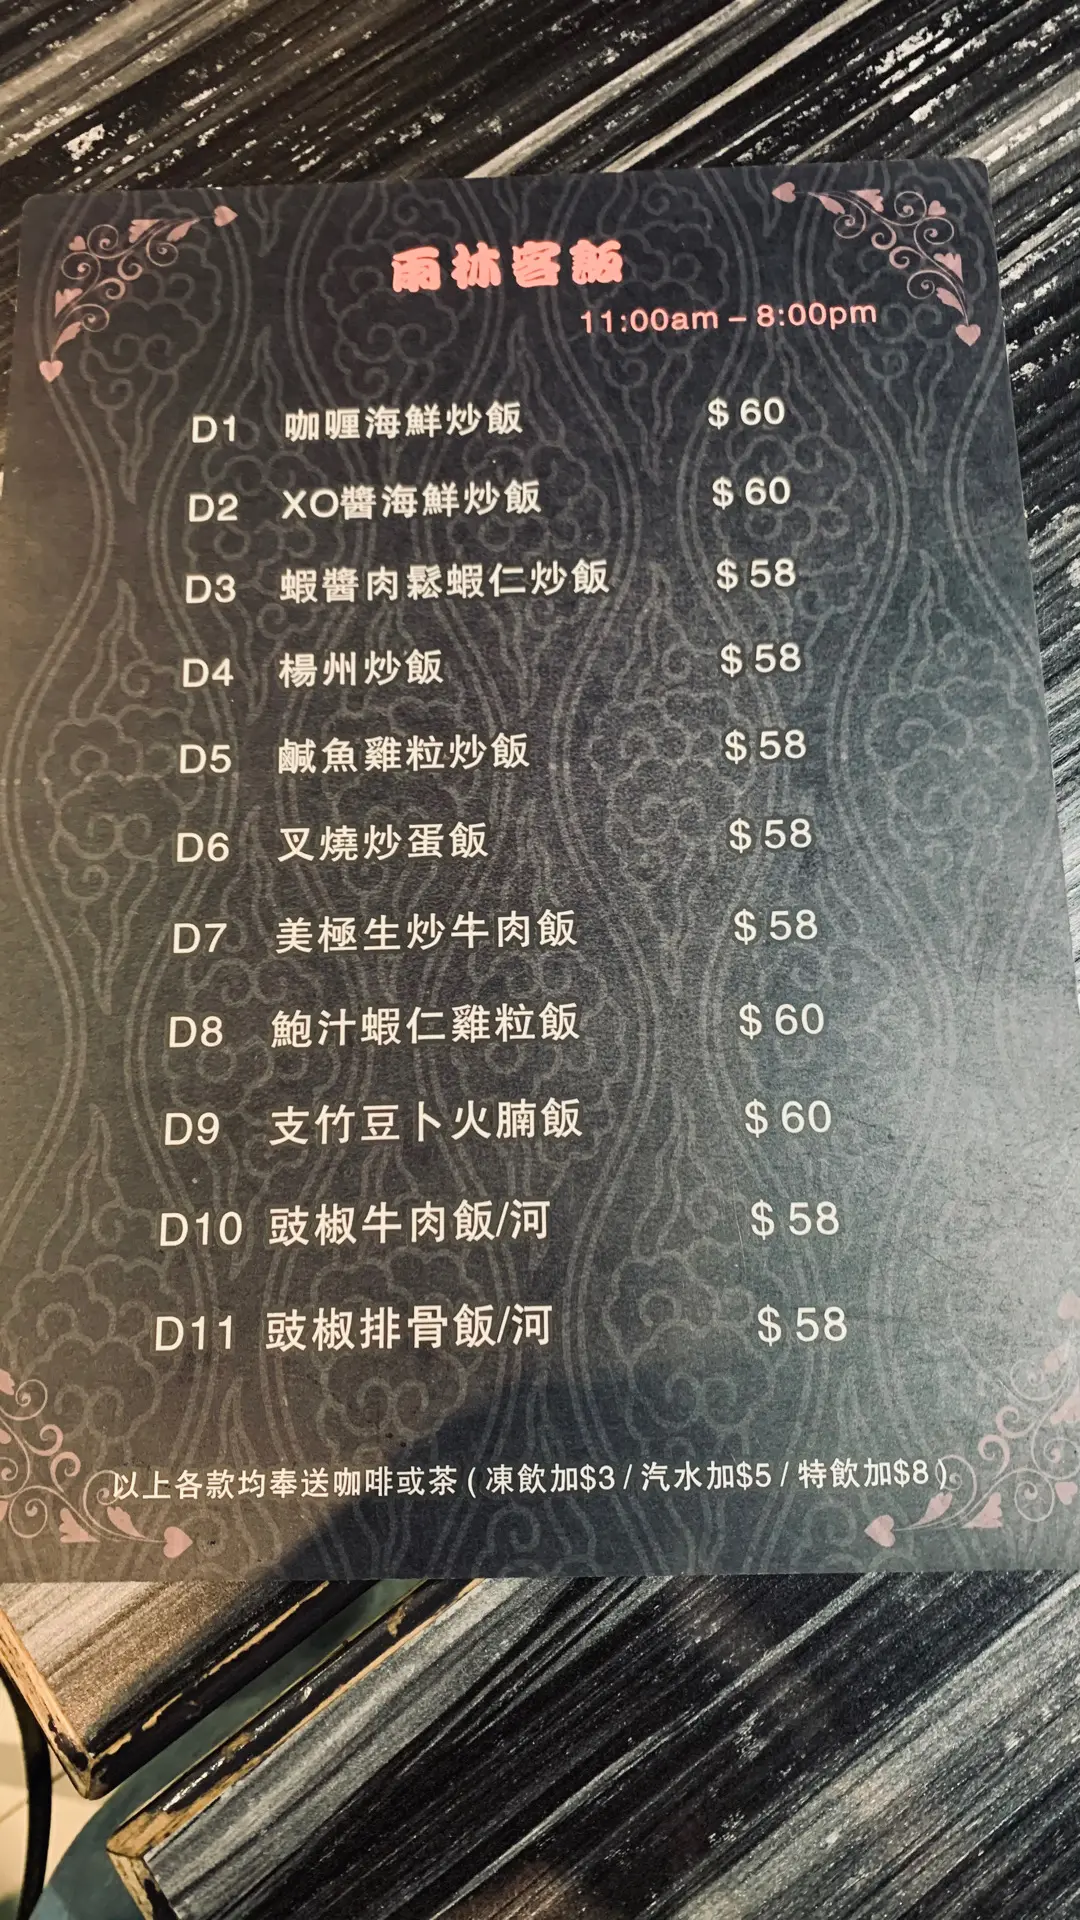 雨林客飯
11:00am – 8:00pm
D1 咖喱海鮮炒飯 $ 60
D2 XO醬海鮮炒飯 $ 60
D3 蝦醬肉鬆蝦仁炒飯 $ 58
D4 楊州炒飯 $ 58
D5 鹹魚雞粒炒飯 $ 58
D6 叉燒炒蛋飯 $ 58
D7 美極生炒牛肉飯 $ 58
D8 鮑汁蝦仁雞粒飯 $ 60
D9 支竹豆卜火腩飯 $ 60
D10 豉椒牛肉飯/河 $ 58
D11 豉椒排骨飯/河 $ 58
以上各款均奉送咖啡或茶 ( 凍飲加$3 / 汽水加$5 / 特飲加$8 )